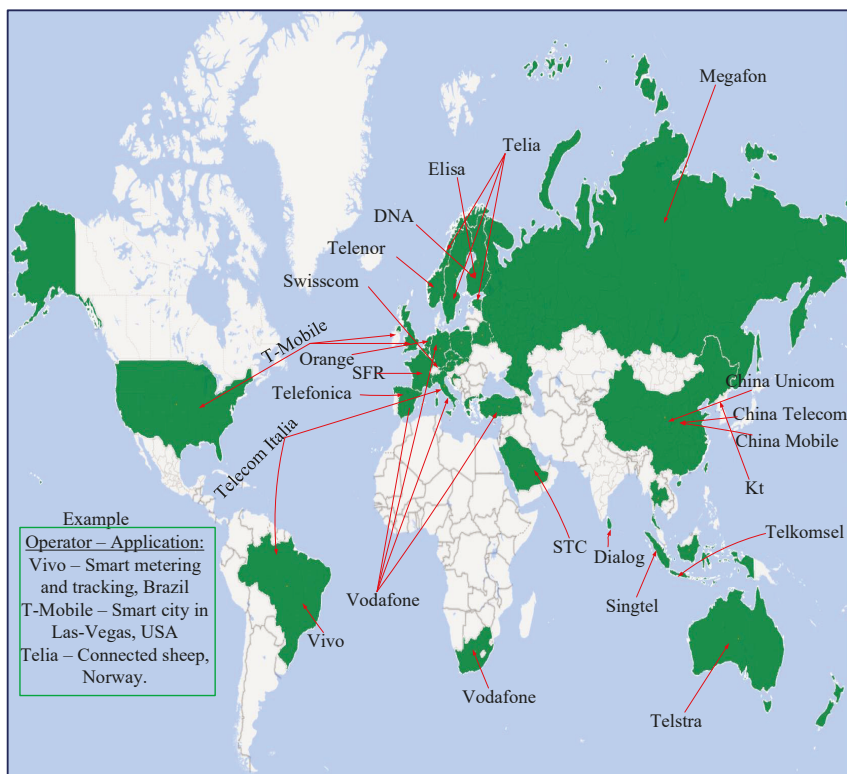 Megafon
Telia
Elisa
DNA
Telenor
Swisscom
T-Mobile
Orange
SFR
Telefonica
China Unicom
China Telecom
China Mobile
Kt
Telecom Italia
Vodafone
STC
Dialog
Telkomsel
Singtel
Vivo
Vodafone
Telstra
Example
Operator – Application:
Vivo – Smart metering
and tracking, Brazil
T-Mobile – Smart city in
Las-Vegas, USA
Telia – Connected sheep,
Norway.